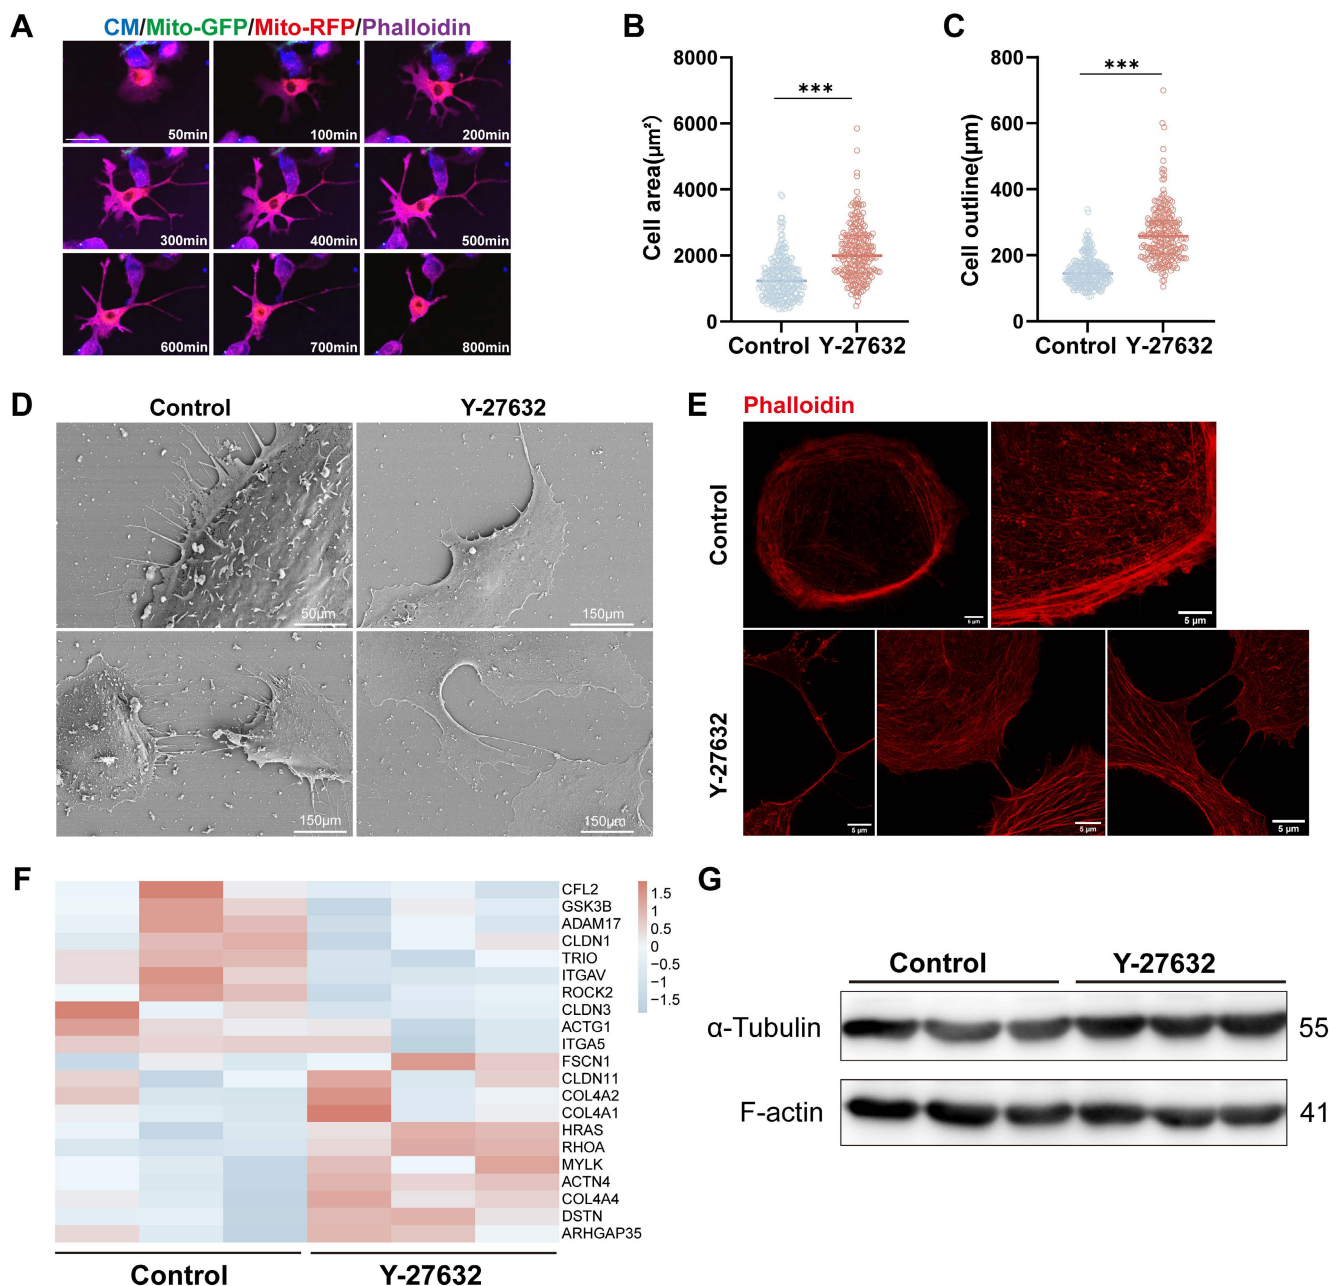 A
CM/Mito-GFP/Mito-RFP/Phalloidin
50min
100min
200min
300min
400min
500min
600min
700min
800min
B
Cell area(μm²)
8000
6000
4000
2000
0
***
Control
Y-27632
C
Cell outline(μm)
800
600
400
200
0
***
Control
Y-27632
D
Control
Y-27632
50μm
150μm
150μm
150μm
E
Phalloidin
Control
Y-27632
5 μm
5 μm
5 μm
5 μm
5 μm
F
CFL2
GSK3B
ADAM17
CLDN1
TRIO
ITGAV
ROCK2
CLDN3
ACTG1
ITGA5
FSCN1
CLDN11
COL4A2
COL4A1
HRAS
RHOA
MYLK
ACTN4
COL4A4
DSTN
ARHGAP35
1.5
1
0.5
0
−0.5
−1
−1.5
Control
Y-27632
G
Control
Y-27632
α-Tubulin
55
F-actin
41